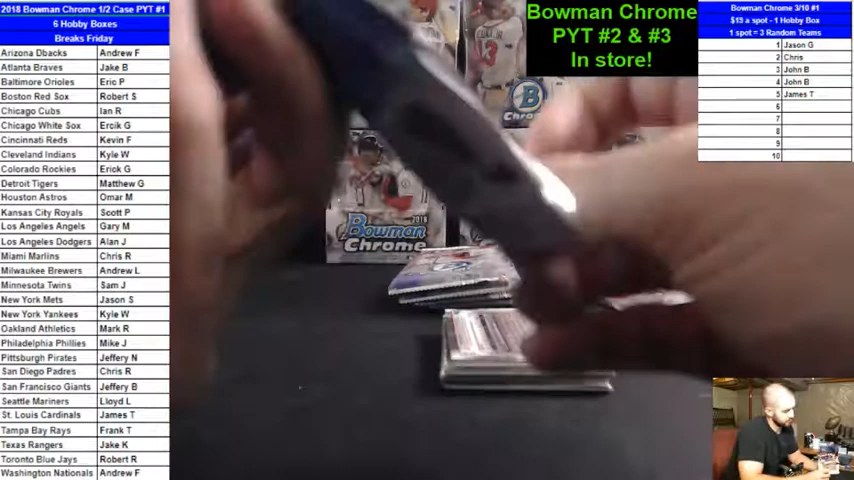 2018 Bowman Chrome 1/2 Case PYT #1
6 Hobby Boxes
Breaks Friday
Arizona Dbacks Andrew F
Atlanta Braves Jake B
Baltimore Orioles Eric P
Boston Red Sox Robert S
Chicago Cubs Ian R
Chicago White Sox Ercik G
Cincinnati Reds Kevin F
Cleveland Indians Kyle W
Colorado Rockies Erick G
Detroit Tigers Matthew G
Houston Astros Omar M
Kansas City Royals Scott P
Los Angeles Angels Gary M
Los Angeles Dodgers Alan J
Miami Marlins Chris R
Milwaukee Brewers Andrew L
Minnesota Twins Sam J
New York Mets Jason S
New York Yankees Kyle W
Oakland Athletics Mark R
Philadelphia Phillies Mike J
Pittsburgh Pirates Jeffery N
San Diego Padres Chris R
San Francisco Giants Jeffery B
Seattle Mariners Lloyd L
St. Louis Cardinals James T
Tampa Bay Rays Frank T
Texas Rangers Jake K
Toronto Blue Jays Robert R
Washington Nationals Andrew F
Bowman Chrome
PYT #2 & #3
In store!
Bowman Chrome 3/10 #1
$13 a spot - 1 Hobby Box
1 spot = 3 Random Teams
1 Jason G
2 Chris
3 John B
4 John B
5 James T
6
7
8
9
10
13
B
Chro
2018
Bowman
Chrome